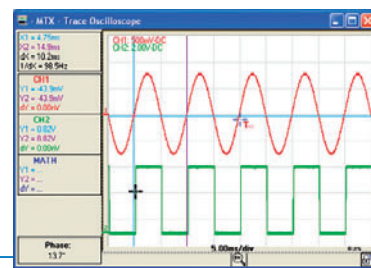 - MTX - Trace Oscilloscope
X1 = 4.75ms
X2 = 14.9ms
dX = 10.2ms
1/dX = 98.5Hz
CH1
Y1 = -43.9mV
Y2 = -43.9mV
dY = 0.00mV
CH2
Y1 = 0.82V
Y2 = 8.82V
dY = 0.00mV
MATH
Y1 = ...
Y2 = ...
dY = ...
Phase:
13.7°
CH1: 500mV-DC
CH2: 2.00V-DC
5.00ms/div